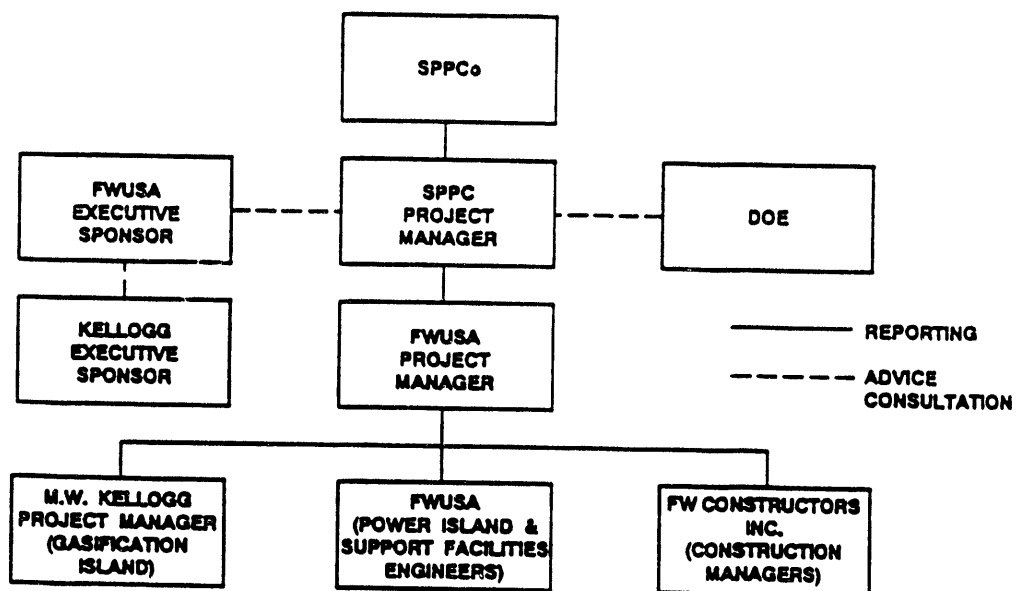 SPPCo
FWUSA
EXECUTIVE
SPONSOR
SPPC
PROJECT
MANAGER
DOE
KELLOGG
EXECUTIVE
SPONSOR
FWUSA
PROJECT
MANAGER
REPORTING
ADVICE
CONSULTATION
M.W. KELLOGG
PROJECT MANAGER
(GASIFICATION
ISLAND)
FWUSA
(POWER ISLAND &
SUPPORT FACILITIES
ENGINEERS)
FW CONSTRUCTORS
INC.
(CONSTRUCTION
MANAGERS)